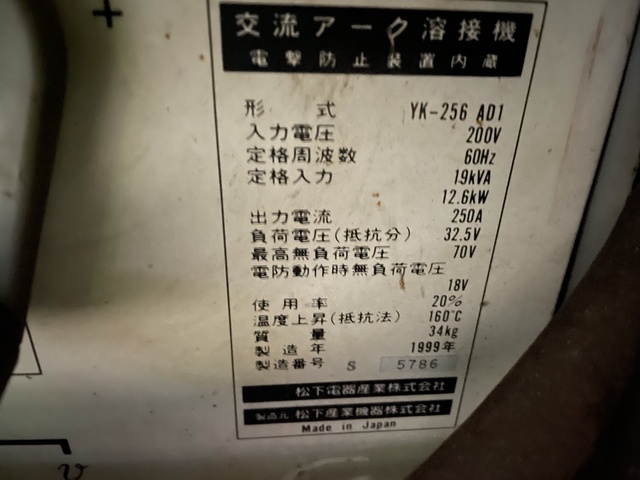 +
交流アーク溶接機
電撃防止装置内蔵
形 式 YK-256 AD1
入力電圧 200V
定格周波数 60Hz
定格入力 19kVA
12.6kW
出力電流 250A
負荷電圧(抵抗分) 32.5V
最高無負荷電圧 70V
電防動作時無負荷電圧
18V
使用率 20%
温度上昇(抵抗法) 160℃
質量 34kg
製造年 1999年
製造番号 S 5786
松下電器産業株式会社
製造元 松下産業機器株式会社
Made in Japan
v